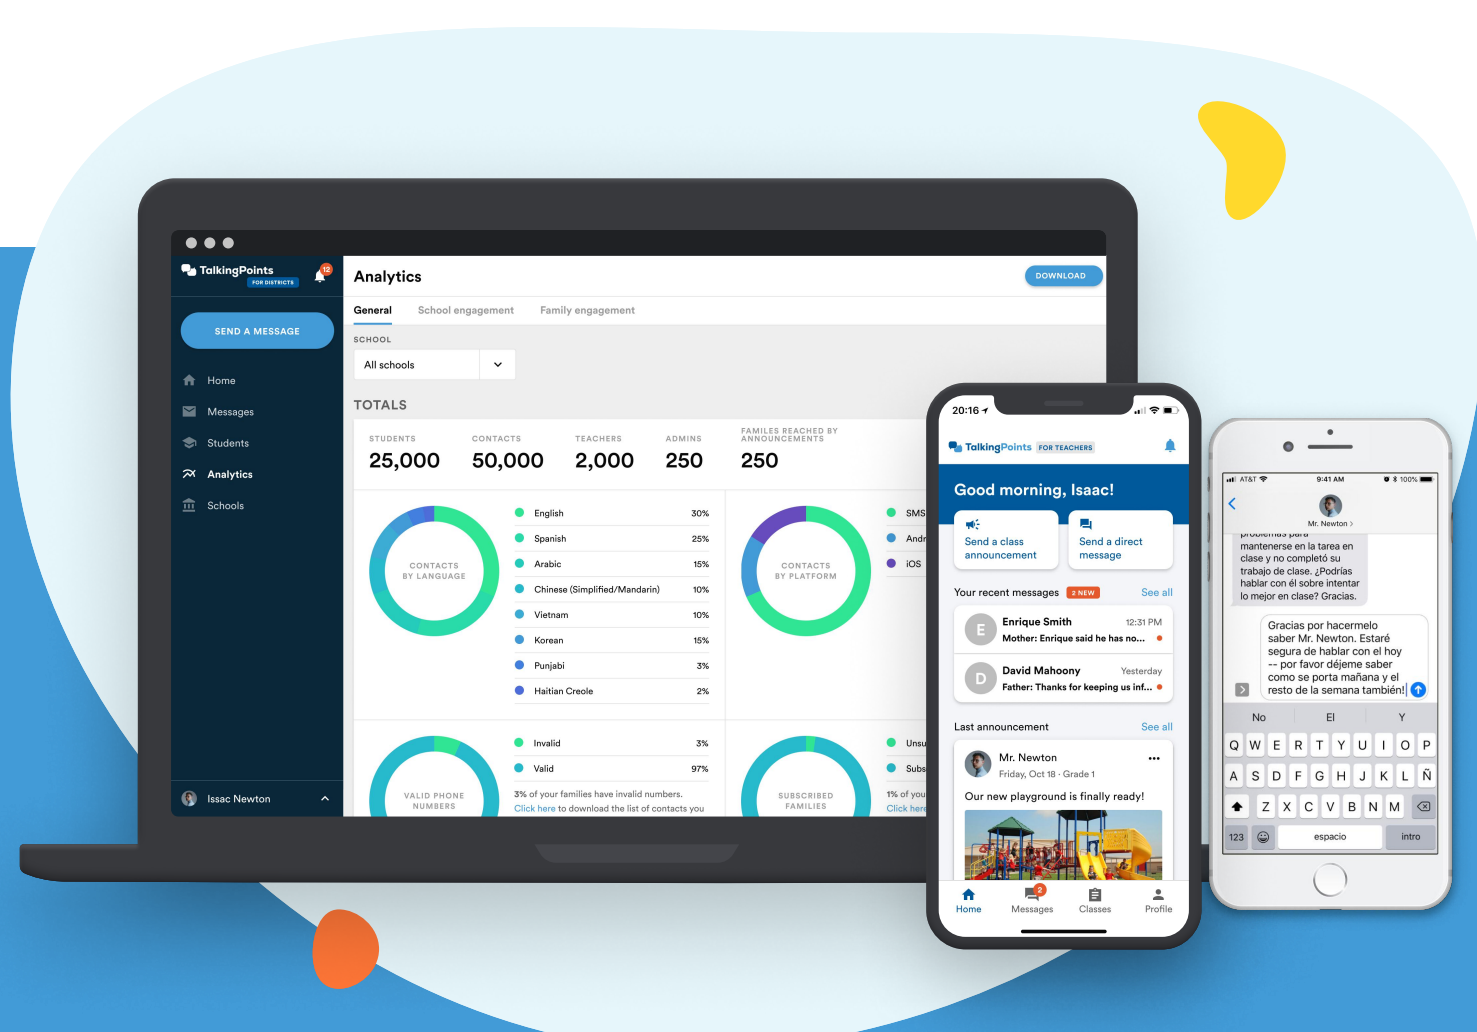 TalkingPoints
FOR DISTRICTS
12
SEND A MESSAGE
Home
Messages
Students
Analytics
Schools
Issac Newton
Analytics
DOWNLOAD
General School engagement Family engagement
SCHOOL
All schools
TOTALS
STUDENTS
25,000
CONTACTS
50,000
TEACHERS
2,000
ADMINS
250
FAMILES REACHED BY
ANNOUNCEMENTS
250
CONTACTS
BY LANGUAGE
English 30%
Spanish 25%
Arabic 15%
Chinese (Simplified/Mandarin) 10%
Vietnam 10%
Korean 15%
Punjabi 3%
Haitian Creole 2%
CONTACTS
BY PLATFORM
SMS
Andr
iOS
VALID PHONE
NUMBERS
Invalid 3%
Valid 97%
3% of your families have invalid numbers.
Click here to download the list of contacts you
SUBSCRIBED
FAMILIES
Unsu
Subs
1% of you
Click here
20:16
TalkingPoints FOR TEACHERS
Good morning, Isaac!
Send a class
announcement
Send a direct
message
Your recent messages 2 NEW See all
E
Enrique Smith 12:31 PM
Mother: Enrique said he has no...
D
David Mahoony Yesterday
Father: Thanks for keeping us inf...
Last announcement See all
Mr. Newton
Friday, Oct 18 · Grade 1
Our new playground is finally ready!
2
Home Messages Classes Profile
AT&T 9:41 AM 100%
Mr. Newton >
problemas para
mantenerse en la tarea en
clase y no completó su
trabajo de clase. ¿Podrías
hablar con él sobre intentar
lo mejor en clase? Gracias.
Gracias por hacermelo
saber Mr. Newton. Estaré
segura de hablar con el hoy
-- por favor déjeme saber
como se porta mañana y el
resto de la semana también!
No El Y
Q W E R T Y U I O P
A S D F G H J K L Ñ
Z X C V B N M
123 espacio intro